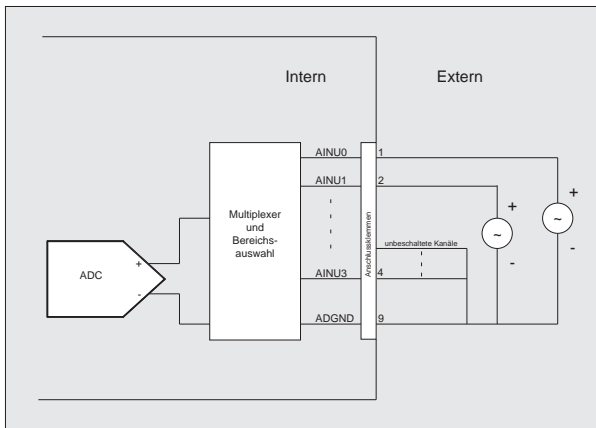 Intern
Extern
AINU0
1
AINU1
2
+
+
Multiplexer
und
Bereichs-
auswahl
Anschlussklemmen
~
~
unbeschaltete Kanäle
-
-
+
ADC
-
AINU3
4
ADGND
9